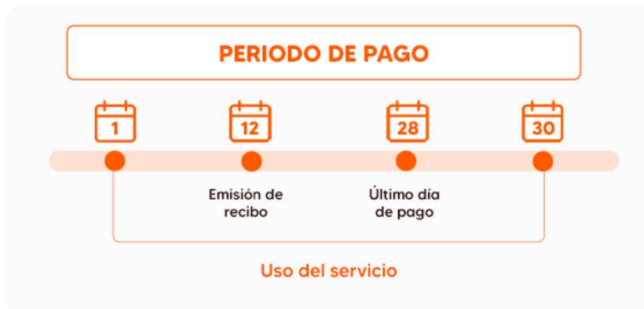 PERIODO DE PAGO
1
12
28
30
Emisión de
recibo
Último día
de pago
Uso del servicio